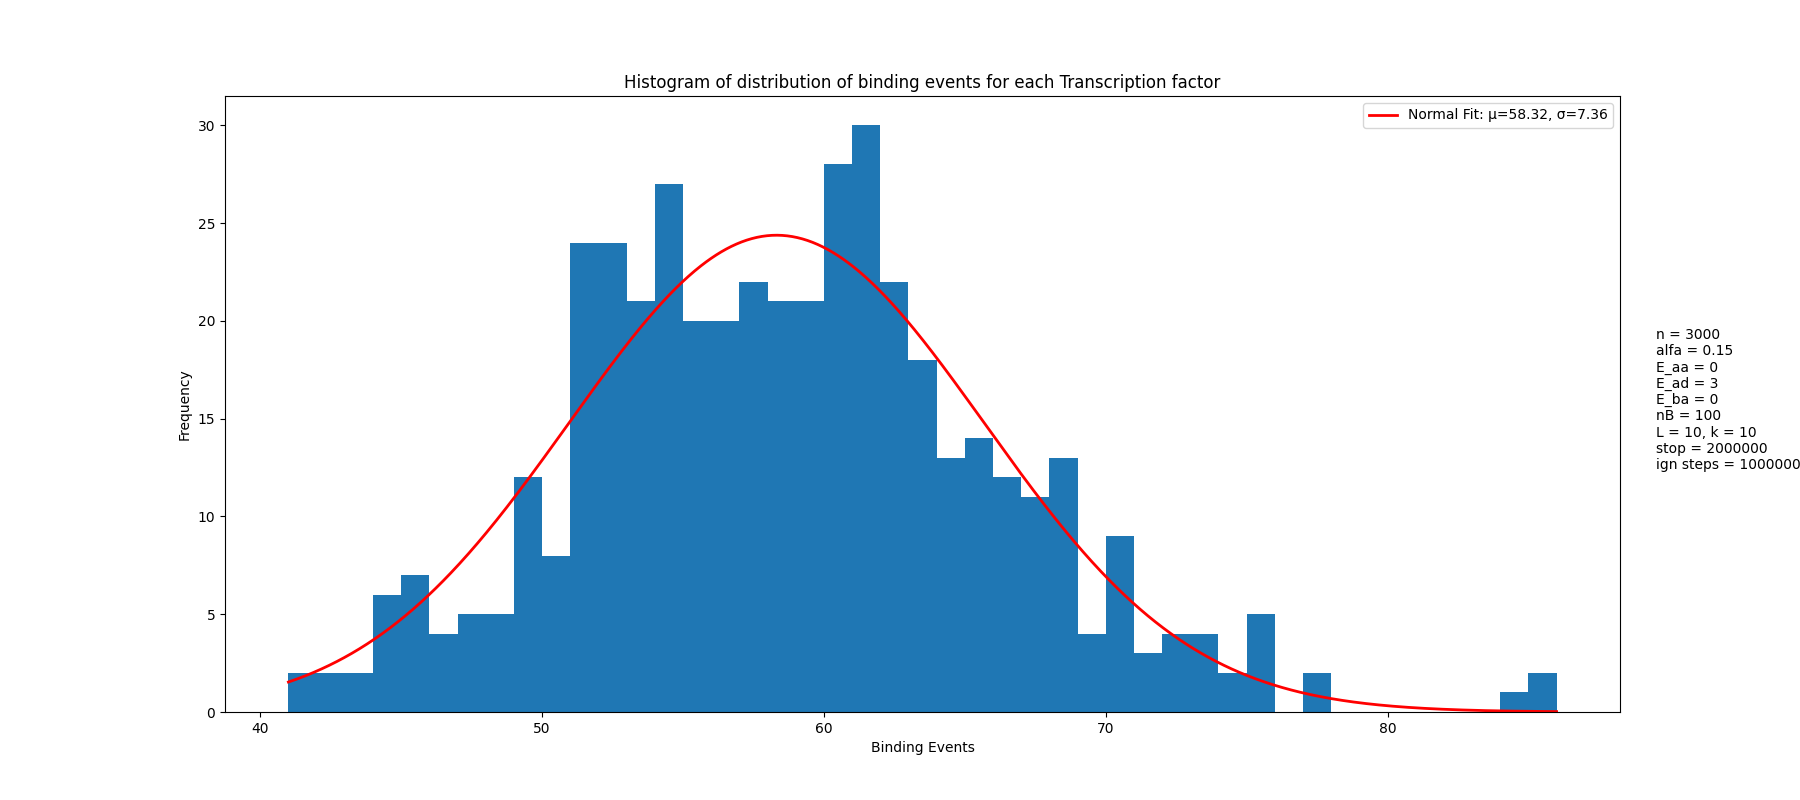 Histogram of distribution of binding events for each Transcription factor
Normal Fit: μ=58.32, σ=7.36
30
25
20
15
10
5
0
Frequency
40 50 60 70 80
Binding Events
n = 3000
alfa = 0.15
E_aa = 0
E_ad = 3
E_ba = 0
nB = 100
L = 10, k = 10
stop = 2000000
ign steps = 1000000